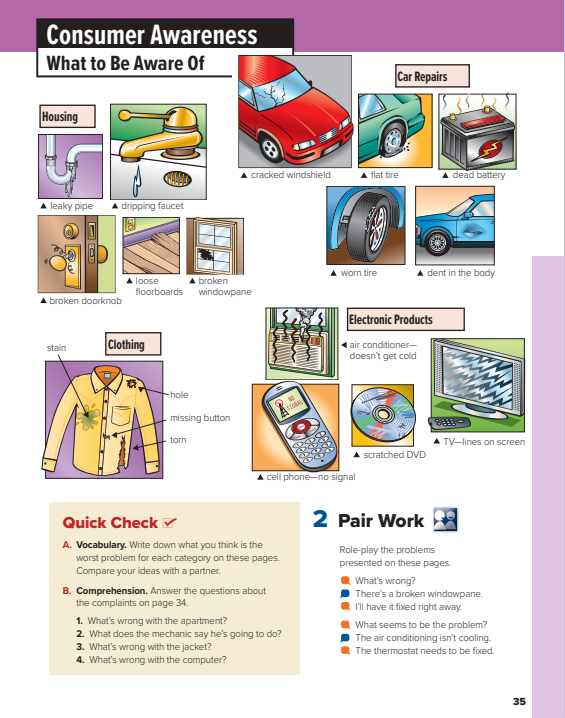 Consumer Awareness
What to Be Aware Of
Housing
▲ leaky pipe
▲ dripping faucet
▲ broken doorknob
▲ loose
floorboards
▲ broken
windowpane
Car Repairs
▲ cracked windshield
▲ flat tire
▲ dead battery
▲ worn tire
▲ dent in the body
Clothing
stain
hole
missing button
torn
Electronic Products
◀ air conditioner—
doesn't get cold
NO
SIGNAL
▲ cell phone—no signal
▲ scratched DVD
▲ TV—lines on screen
Quick Check
A. Vocabulary. Write down what you think is the
worst problem for each category on these pages.
Compare your ideas with a partner.
B. Comprehension. Answer the questions about
the complaints on page 34.
1. What's wrong with the apartment?
2. What does the mechanic say he's going to do?
3. What's wrong with the jacket?
4. What's wrong with the computer?
2 Pair Work
Role-play the problems
presented on these pages.
What's wrong?
There's a broken windowpane.
I'll have it fixed right away.
What seems to be the problem?
The air conditioning isn't cooling.
The thermostat needs to be fixed.
35